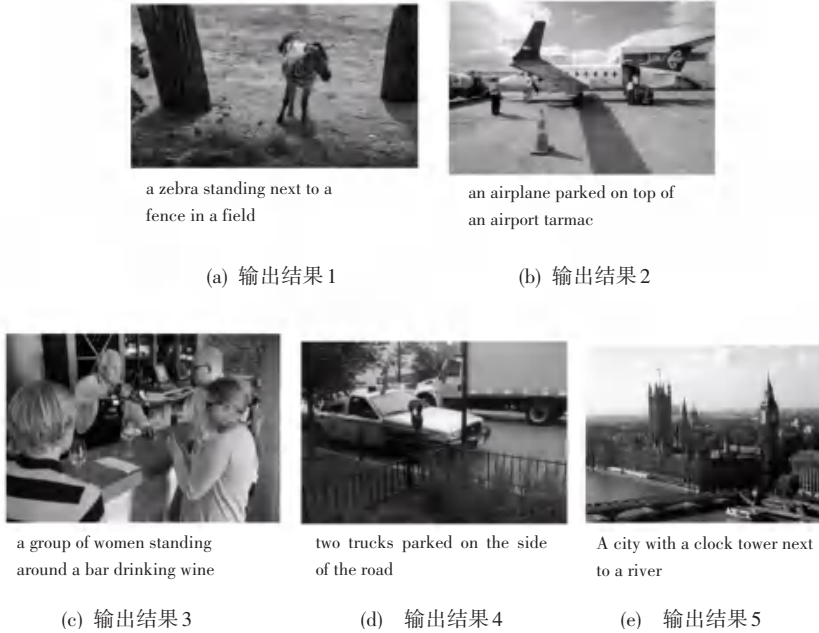 a zebra standing next to a
fence in a field
an airplane parked on top of
an airport tarmac
(a) 输出结果1
(b) 输出结果2
a group of women standing
around a bar drinking wine
two trucks parked on the side
of the road
A city with a clock tower next
to a river
(c) 输出结果3
(d) 输出结果4
(e) 输出结果5